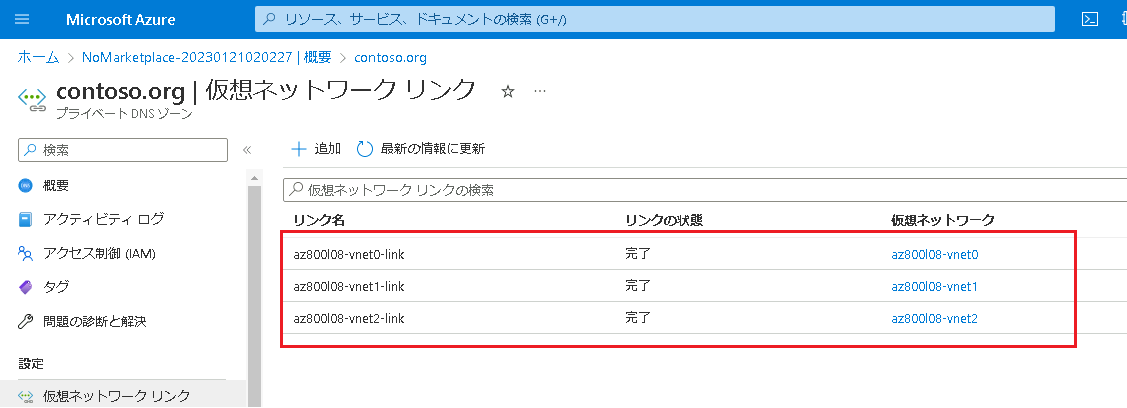 Microsoft Azure
リソース、サービス、ドキュメントの検索 (G+/)
ホーム > NoMarketplace-20230121020227 | 概要 > contoso.org
contoso.org | 仮想ネットワーク リンク
プライベート DNS ゾーン
検索
追加 最新の情報に更新
概要
アクティビティ ログ
アクセス制御 (IAM)
タグ
問題の診断と解決
設定
仮想ネットワーク リンク
仮想ネットワーク リンクの検索
リンク名 リンクの状態 仮想ネットワーク
az800l08-vnet0-link 完了 az800l08-vnet0
az800l08-vnet1-link 完了 az800l08-vnet1
az800l08-vnet2-link 完了 az800l08-vnet2